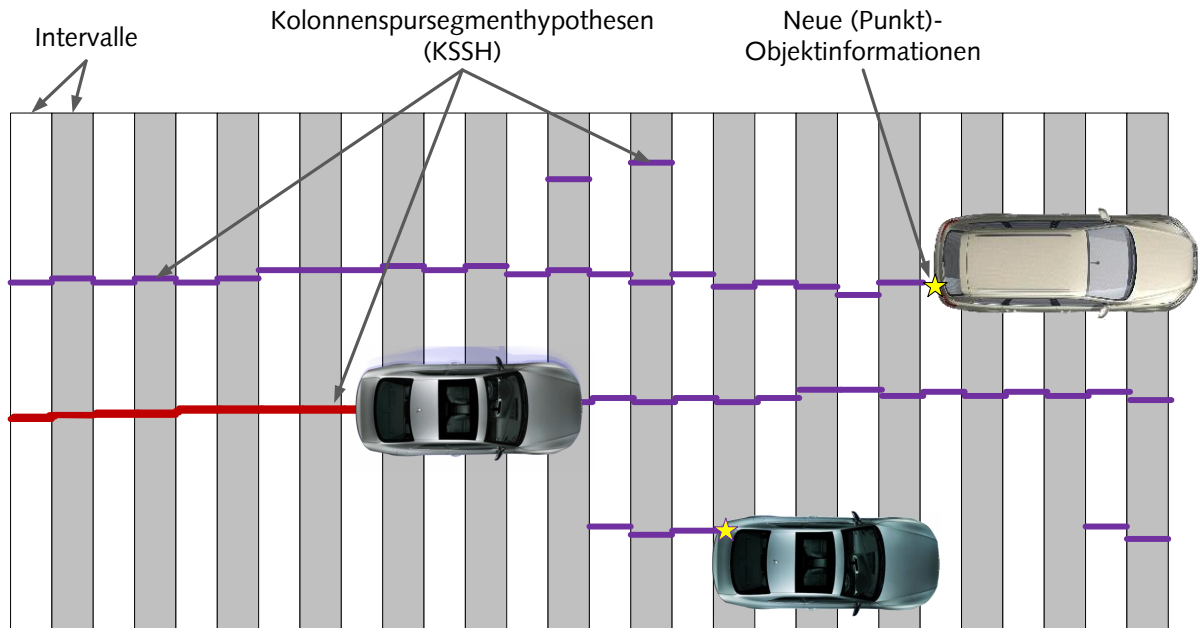 Intervalle
Kolonnenspursegmenthypothesen
(KSSH)
Neue (Punkt)-
Objektinformationen